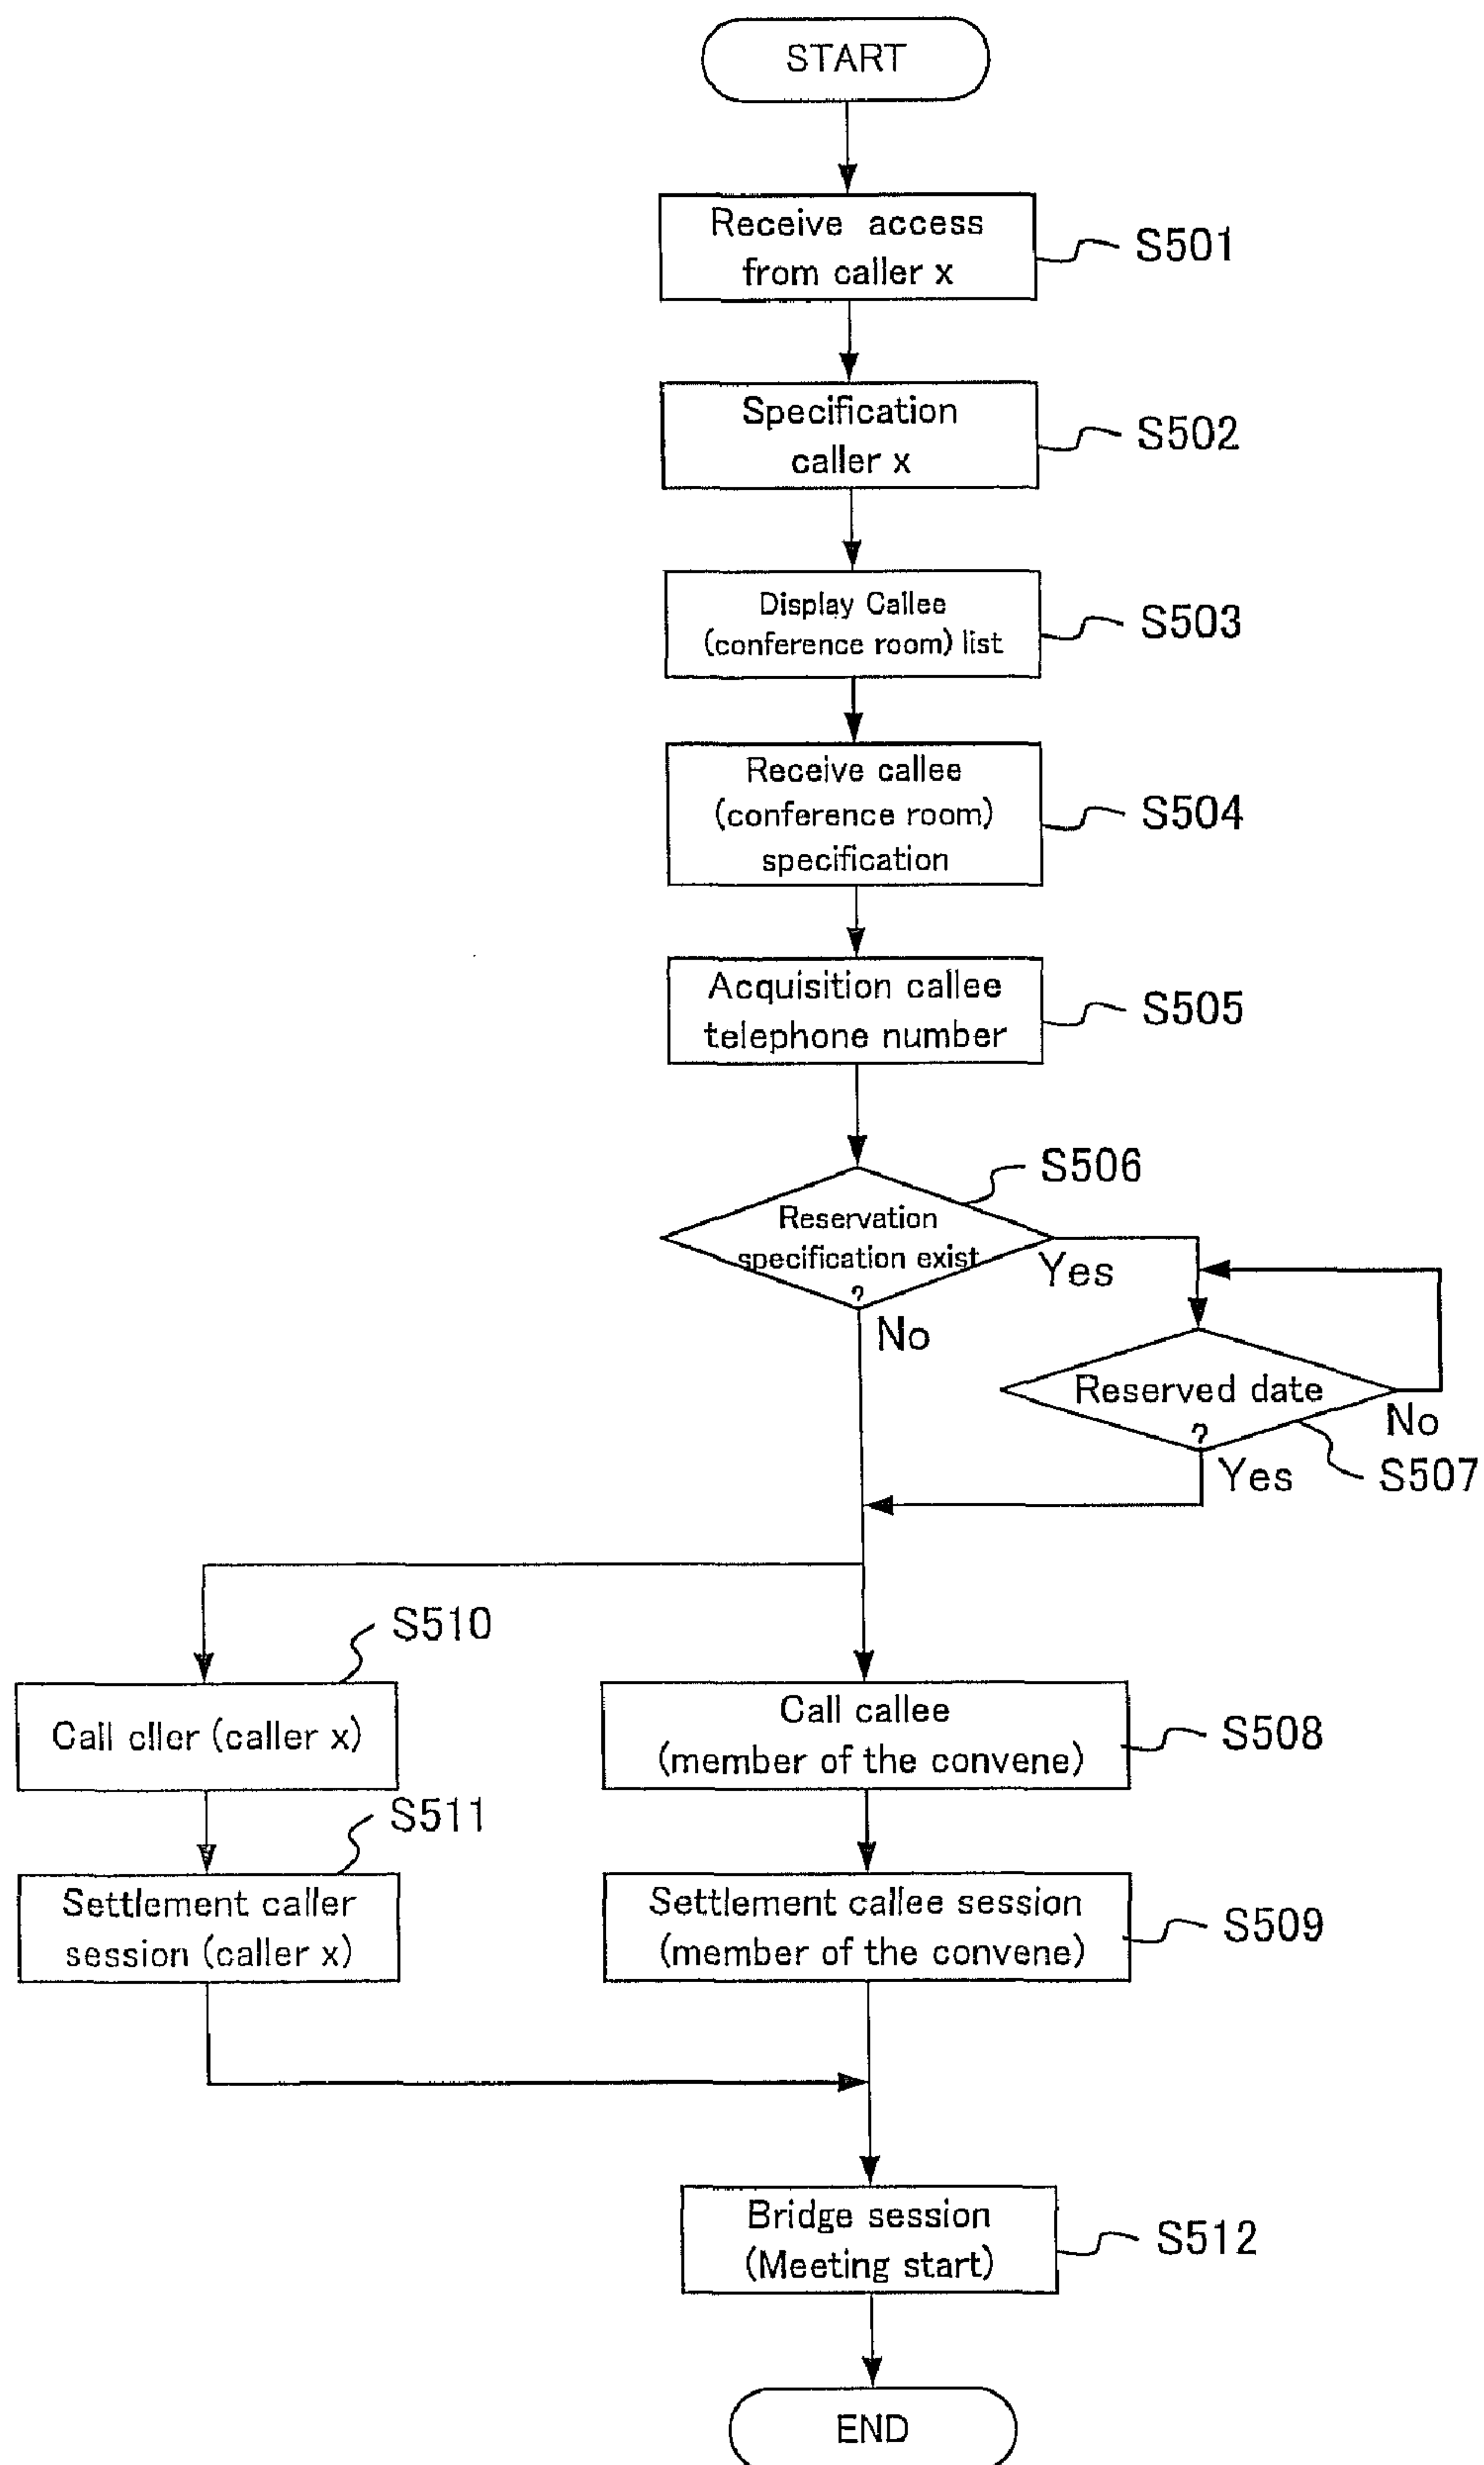 START
Receive access
from caller x
S501
Specification
caller x
S502
Display Callee
(conference room) list
S503
Receive callee
(conference room)
specification
S504
Acquisition callee
telephone number
S505
S506
Reservation
specification exist
?
Yes
No
Reserved date
?
No
Yes
S507
S510
Call cller (caller x)
Call callee
(member of the convene)
S508
S511
Settlement caller
session (caller x)
Settlement callee session
(member of the convene)
S509
Bridge session
(Meeting start)
S512
END